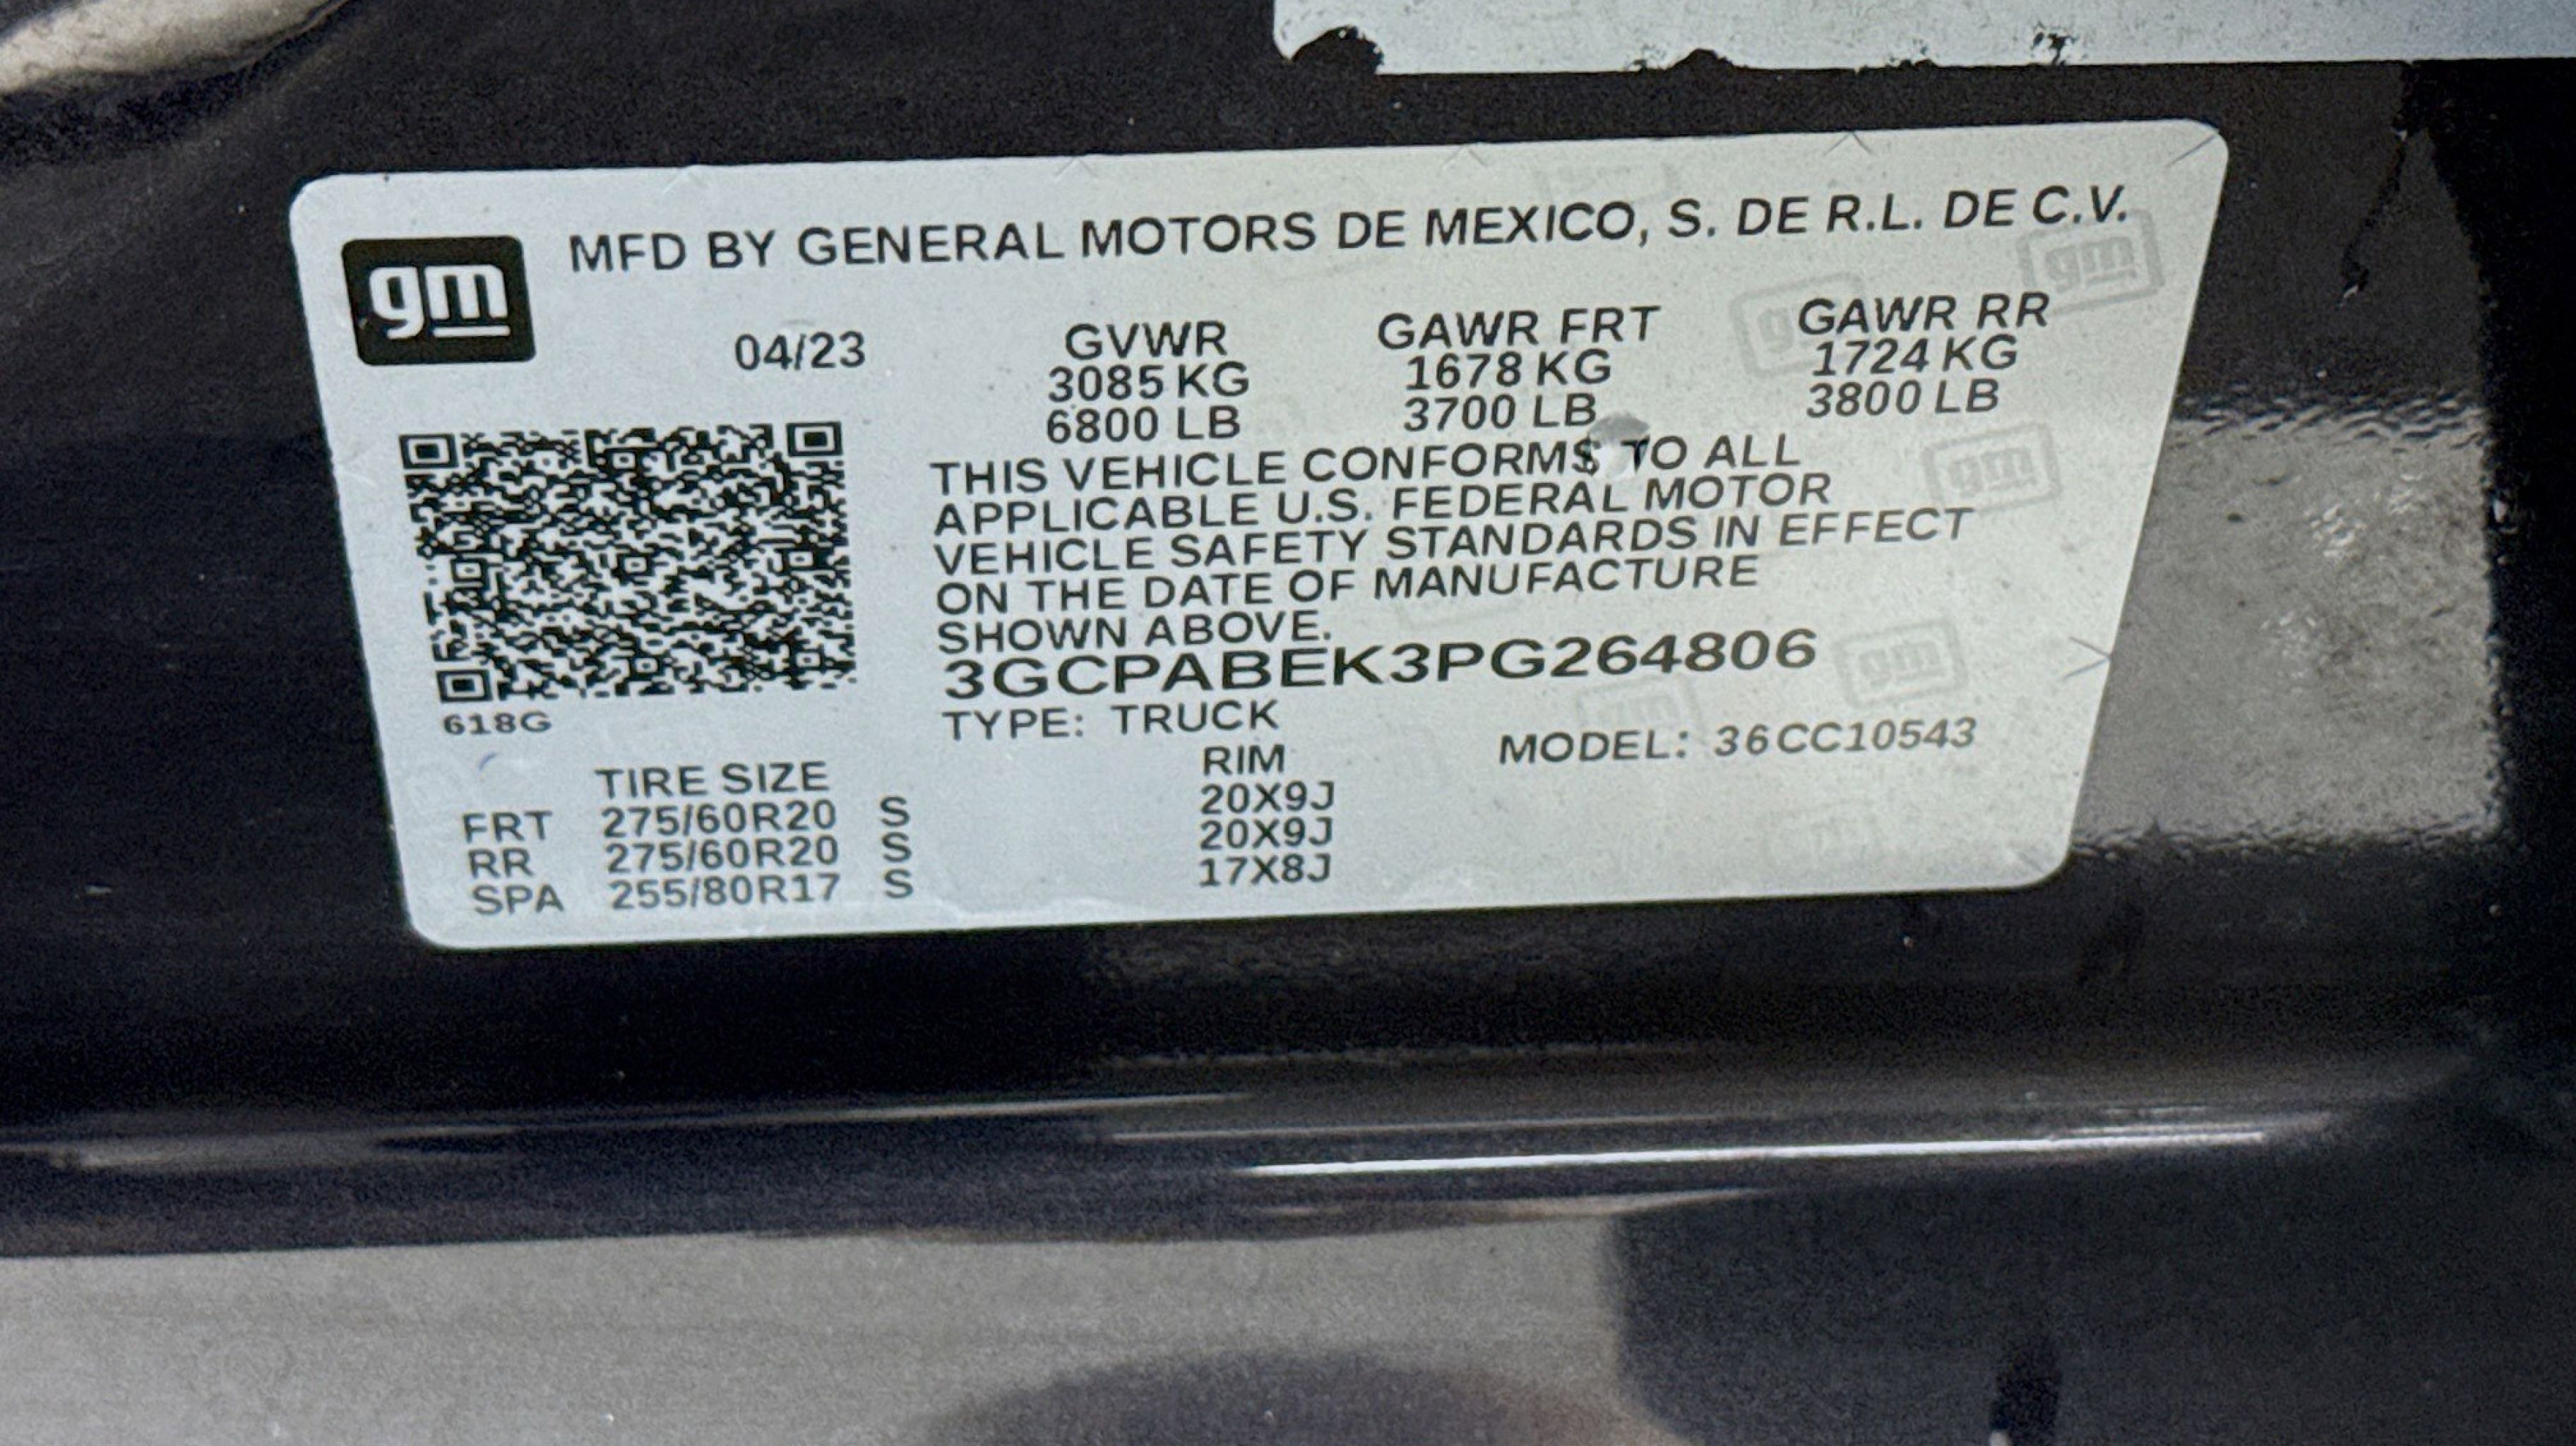 gm
MFD BY GENERAL MOTORS DE MEXICO, S. DE R.L. DE C.V.
04/23
GVWR GAWR FRT GAWR RR
3085 KG 1678 KG 1724 KG
6800 LB 3700 LB 3800 LB
THIS VEHICLE CONFORMS TO ALL
APPLICABLE U.S. FEDERAL MOTOR
VEHICLE SAFETY STANDARDS IN EFFECT
ON THE DATE OF MANUFACTURE
SHOWN ABOVE.
3GCPABEK3PG264806
618G
TYPE: TRUCK MODEL: 36CC10543
TIRE SIZE RIM
FRT 275/60R20 S 20X9J
RR 275/60R20 S 20X9J
SPA 255/80R17 S 17X8J